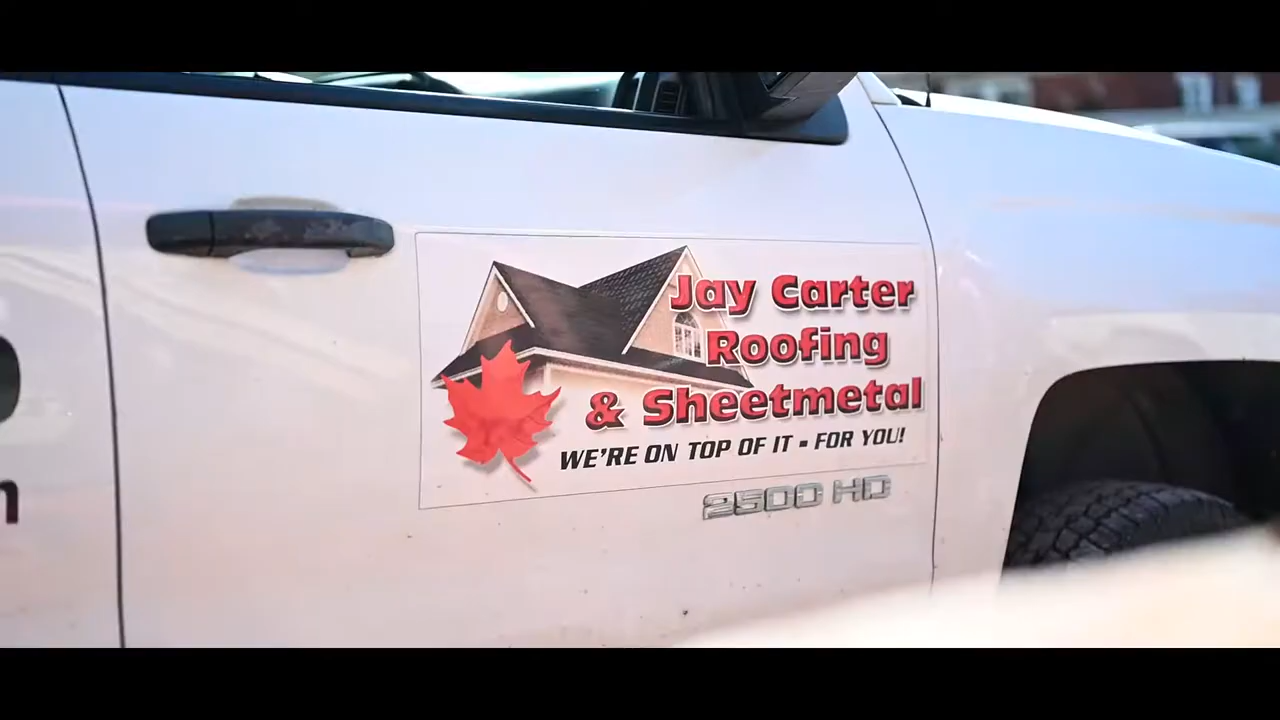 Jay Carter
Roofing
& Sheetmetal
WE'RE ON TOP OF IT - FOR YOU!
2500 HD